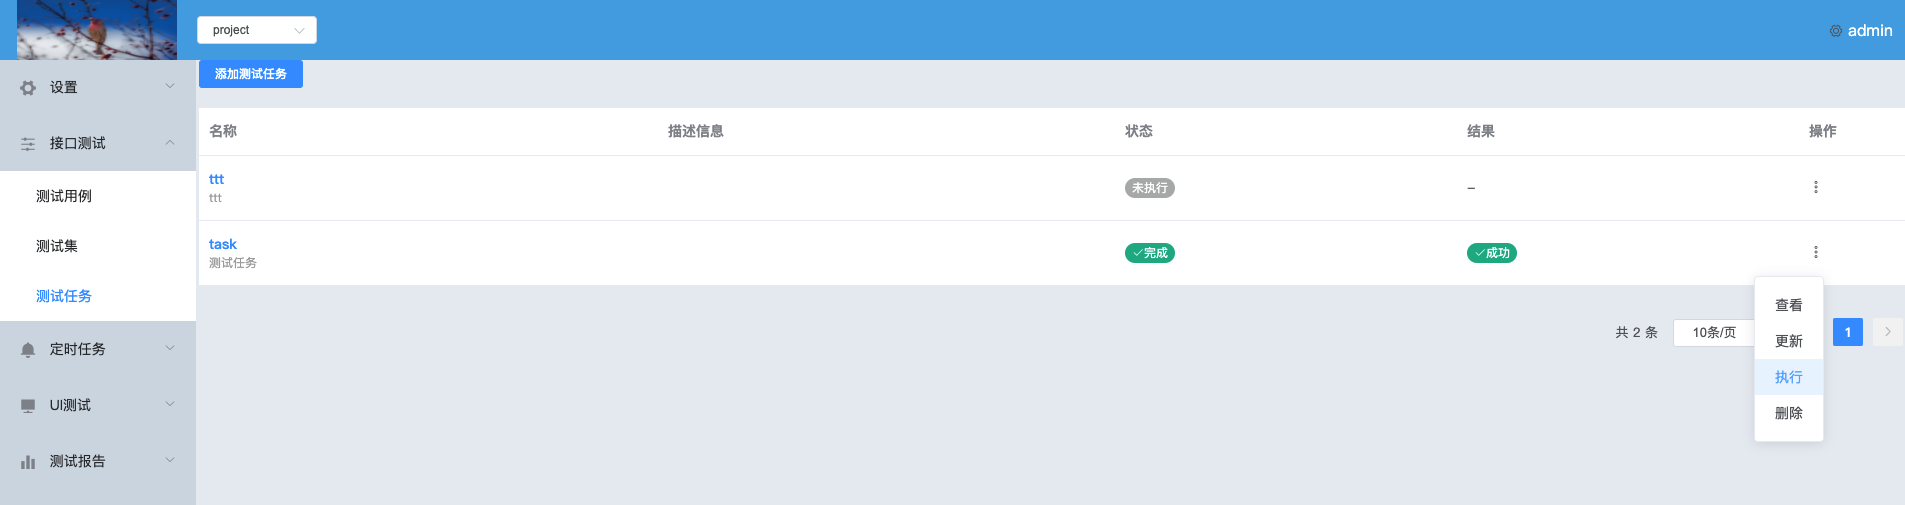 project
admin
设置
接口测试
测试用例
测试集
测试任务
定时任务
UI测试
测试报告
添加测试任务
名称 描述信息 状态 结果 操作
ttt
ttt
未执行 –
task
测试任务
完成 成功
共 2 条 10条/页 1
查看
更新
执行
删除